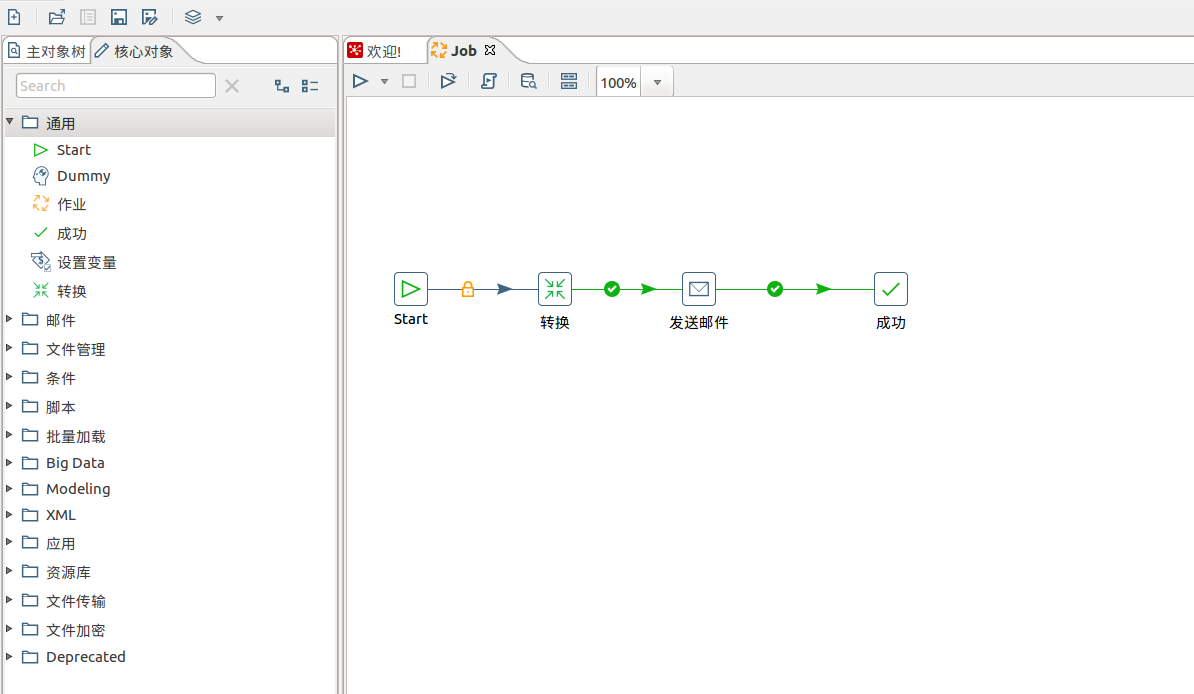 主对象树
核心对象
欢迎!
Job
Search
100%
通用
Start
Dummy
作业
成功
设置变量
转换
邮件
文件管理
条件
脚本
批量加载
Big Data
Modeling
XML
应用
资源库
文件传输
文件加密
Deprecated
Start
转换
发送邮件
成功